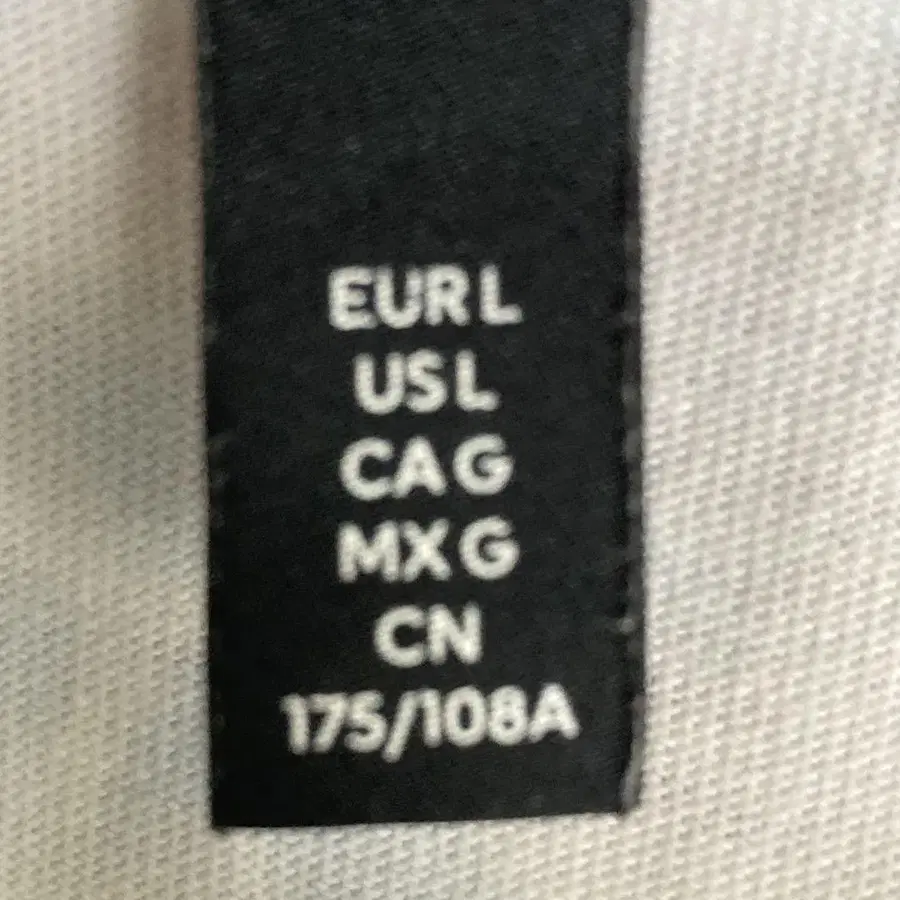 EUR L
US L
CA G
MX G
CN
175/108A